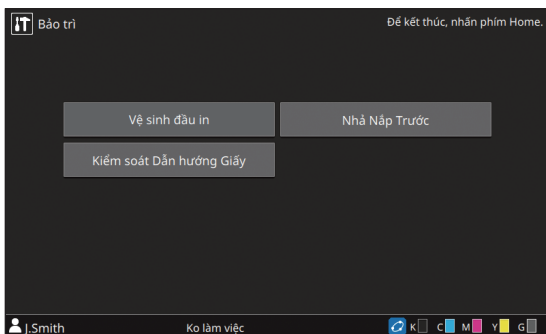 Bảo trì
Để kết thúc, nhấn phím Home.
Vệ sinh đầu in
Nhả Nắp Trước
Kiểm soát Dẫn hướng Giấy
J.Smith
Ko làm việc
K C M Y G